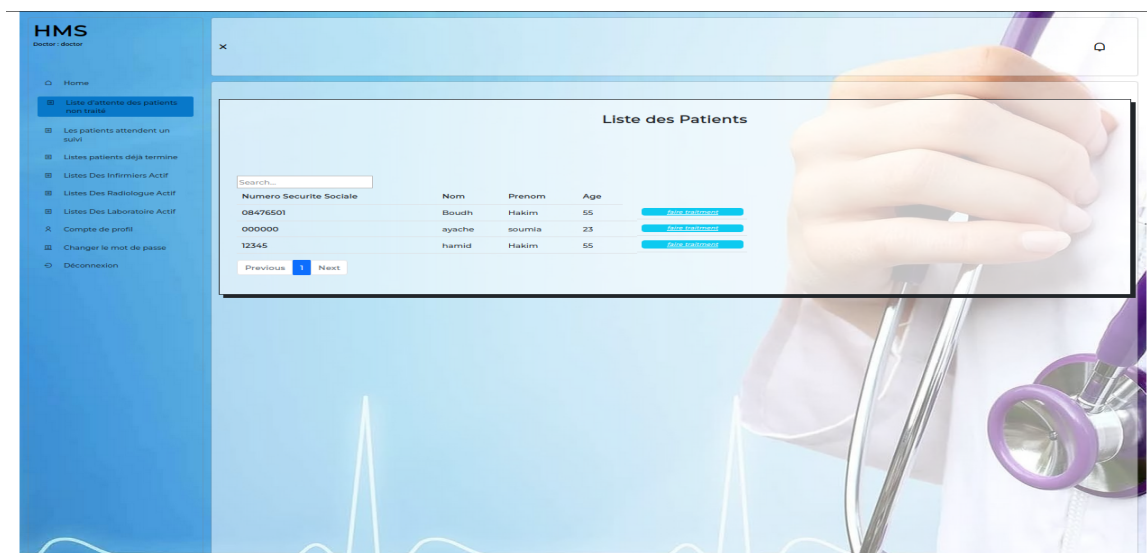 HMS
Doctor : doctor
×
Home
Liste d'attente des patients
non traité
Les patients attendent un
suivi
Listes patients déjà termine
Listes Des Infirmiers Actif
Listes Des Radiologue Actif
Listes Des Laboratoire Actif
Compte de profil
Changer le mot de passe
Déconnexion
Liste des Patients
Search...
Numero Securite Sociale Nom Prenom Age
08476501 Boudh Hakim 55 faire traitment
000000 ayache soumia 23 faire traitment
12345 hamid Hakim 55 faire traitment
Previous 1 Next